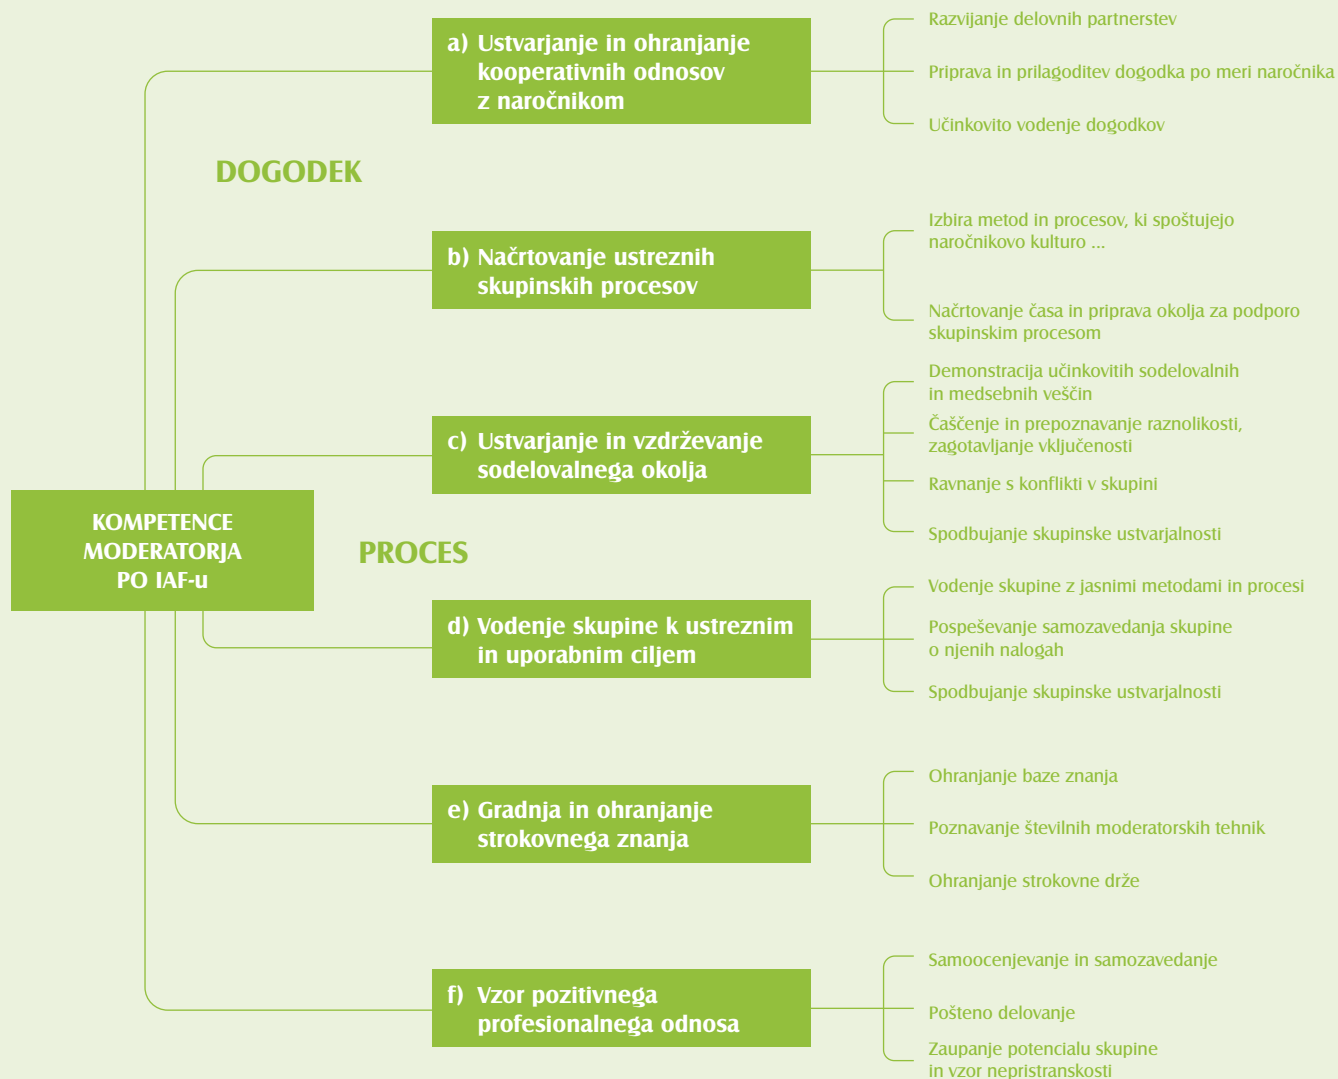 KOMPETENCE
MODERATORJA
PO IAF-u
DOGODEK
PROCES
a) Ustvarjanje in ohranjanje
kooperativnih odnosov
z naročnikom
Razvijanje delovnih partnerstev
Priprava in prilagoditev dogodka po meri naročnika
Učinkovito vodenje dogodkov
b) Načrtovanje ustreznih
skupinskih procesov
Izbira metod in procesov, ki spoštujejo
naročnikovo kulturo ...
Načrtovanje časa in priprava okolja za podporo
skupinskim procesom
c) Ustvarjanje in vzdrževanje
sodelovalnega okolja
Demonstracija učinkovitih sodelovalnih
in medsebnih veščin
Čaščenje in prepoznavanje raznolikosti,
zagotavljanje vključenosti
Ravnanje s konflikti v skupini
Spodbujanje skupinske ustvarjalnosti
d) Vodenje skupine k ustreznim
in uporabnim ciljem
Vodenje skupine z jasnimi metodami in procesi
Pospeševanje samozavedanja skupine
o njenih nalogah
Spodbujanje skupinske ustvarjalnosti
e) Gradnja in ohranjanje
strokovnega znanja
Ohranjanje baze znanja
Poznavanje številnih moderatorskih tehnik
Ohranjanje strokovne drže
f) Vzor pozitivnega
profesionalnega odnosa
Samoocenjevanje in samozavedanje
Pošteno delovanje
Zaupanje potencialu skupine
in vzor nepristranskosti